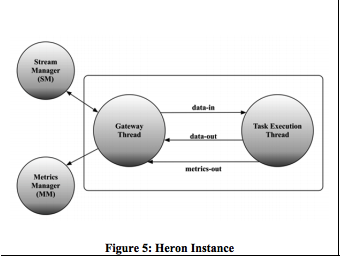 Stream
Manager
(SM)
Gateway
Thread
data-in
data-out
metrics-out
Task Execution
Thread
Metrics
Manager
(MM)
Figure 5: Heron Instance